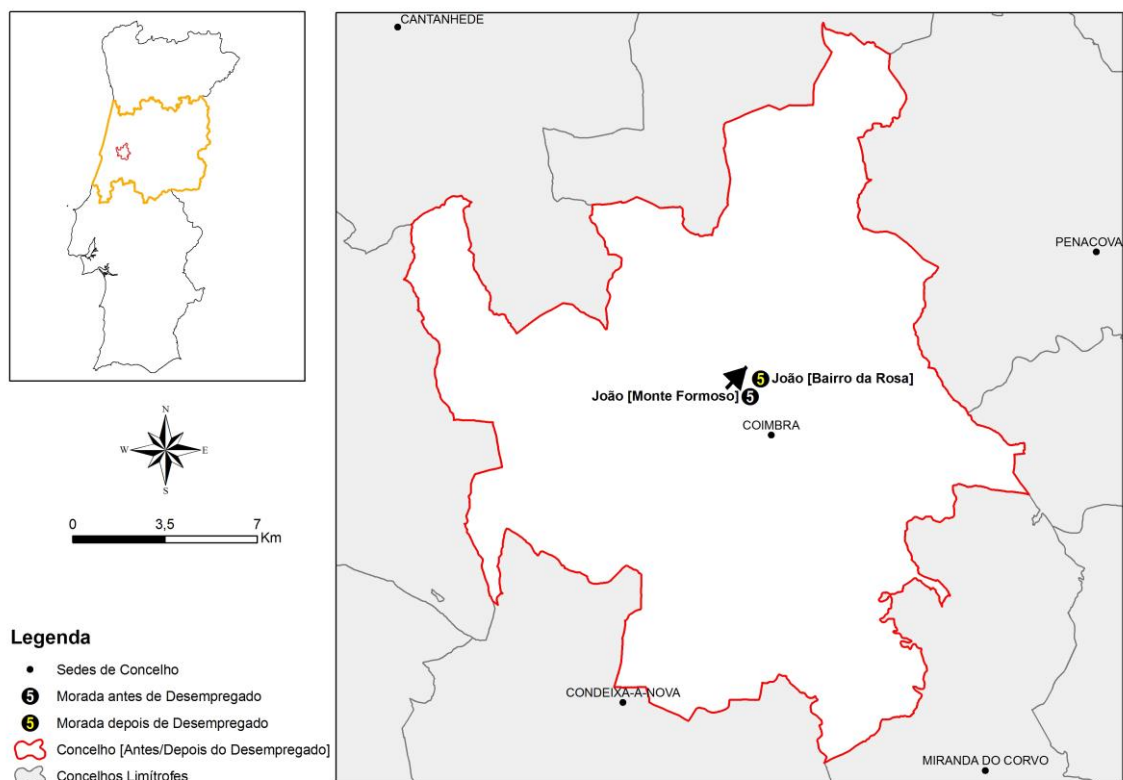 CANTANHEDE
PENACOVA
5 João [Bairro da Rosa]
João [Monte Formoso] 5
COIMBRA
CONDEIXA-A-NOVA
MIRANDA DO CORVO
N
W E
S
0 3,5 7
Km
Legenda
Sedes de Concelho
5 Morada antes de Desempregado
5 Morada depois de Desempregado
Concelho [Antes/Depois do Desempregado]
Concelhos Limítrofes